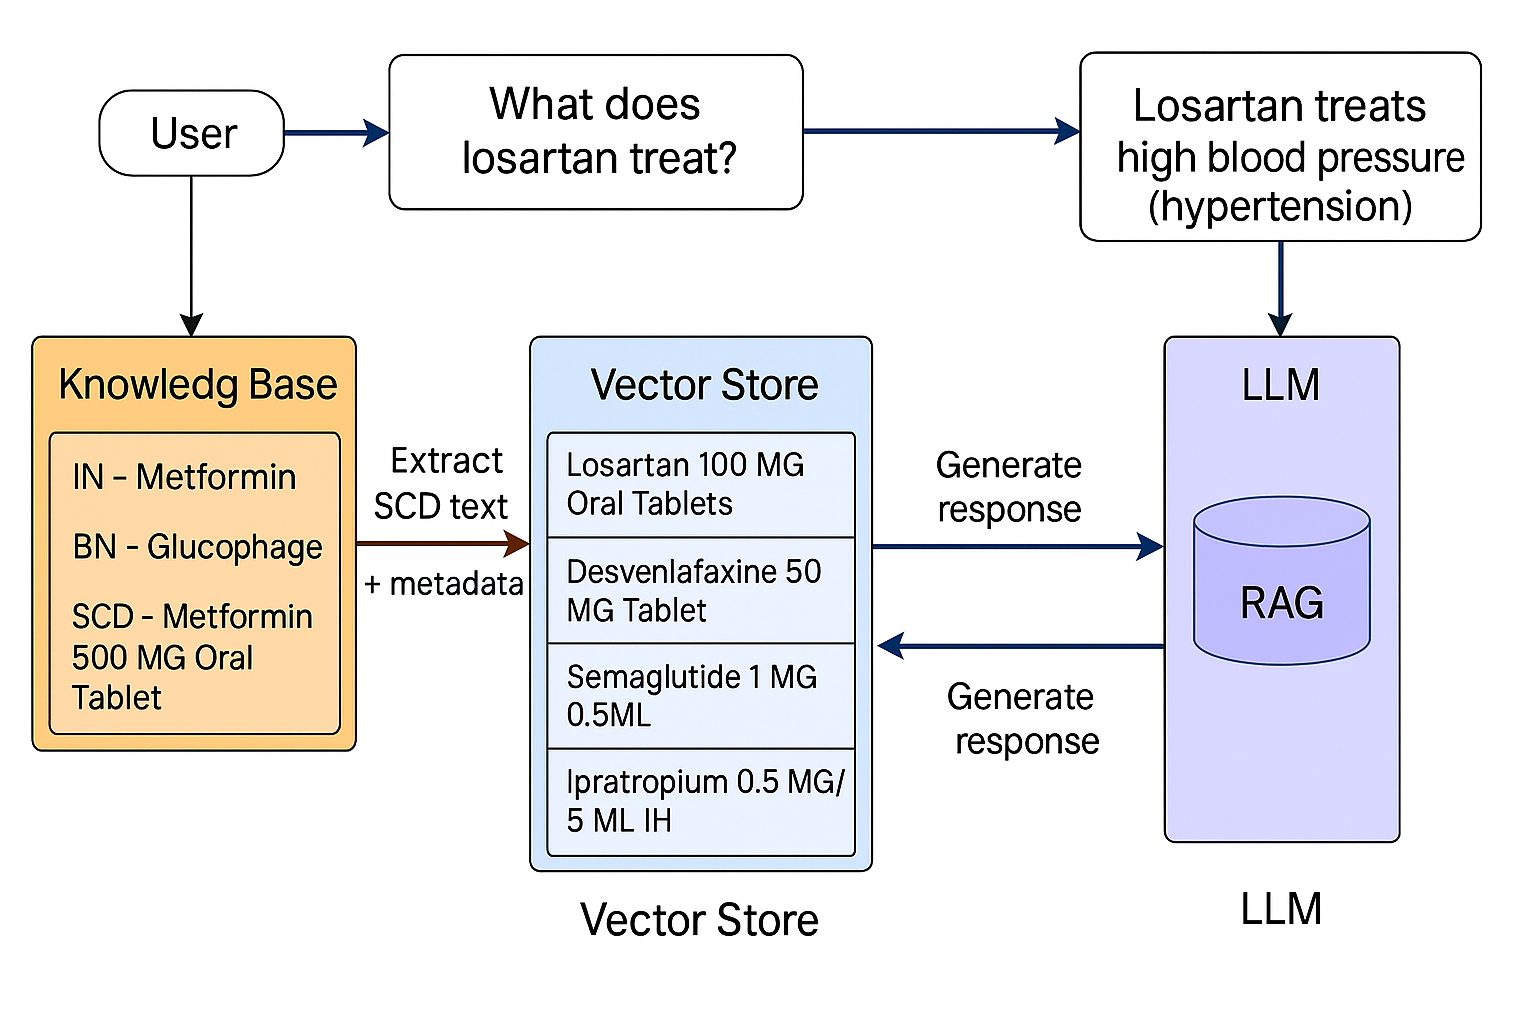 User
What does
losartan treat?
Losartan treats
high blood pressure
(hypertension)
Knowledg Base
IN – Metformin
BN – Glucophage
SCD – Metformin
500 MG Oral
Tablet
Extract
SCD text
+ metadata
Vector Store
Losartan 100 MG
Oral Tablets
Desvenlafaxine 50
MG Tablet
Semaglutide 1 MG
0.5ML
Ipratropium 0.5 MG/
5 ML IH
Vector Store
Generate
response
Generate
response
LLM
RAG
LLM